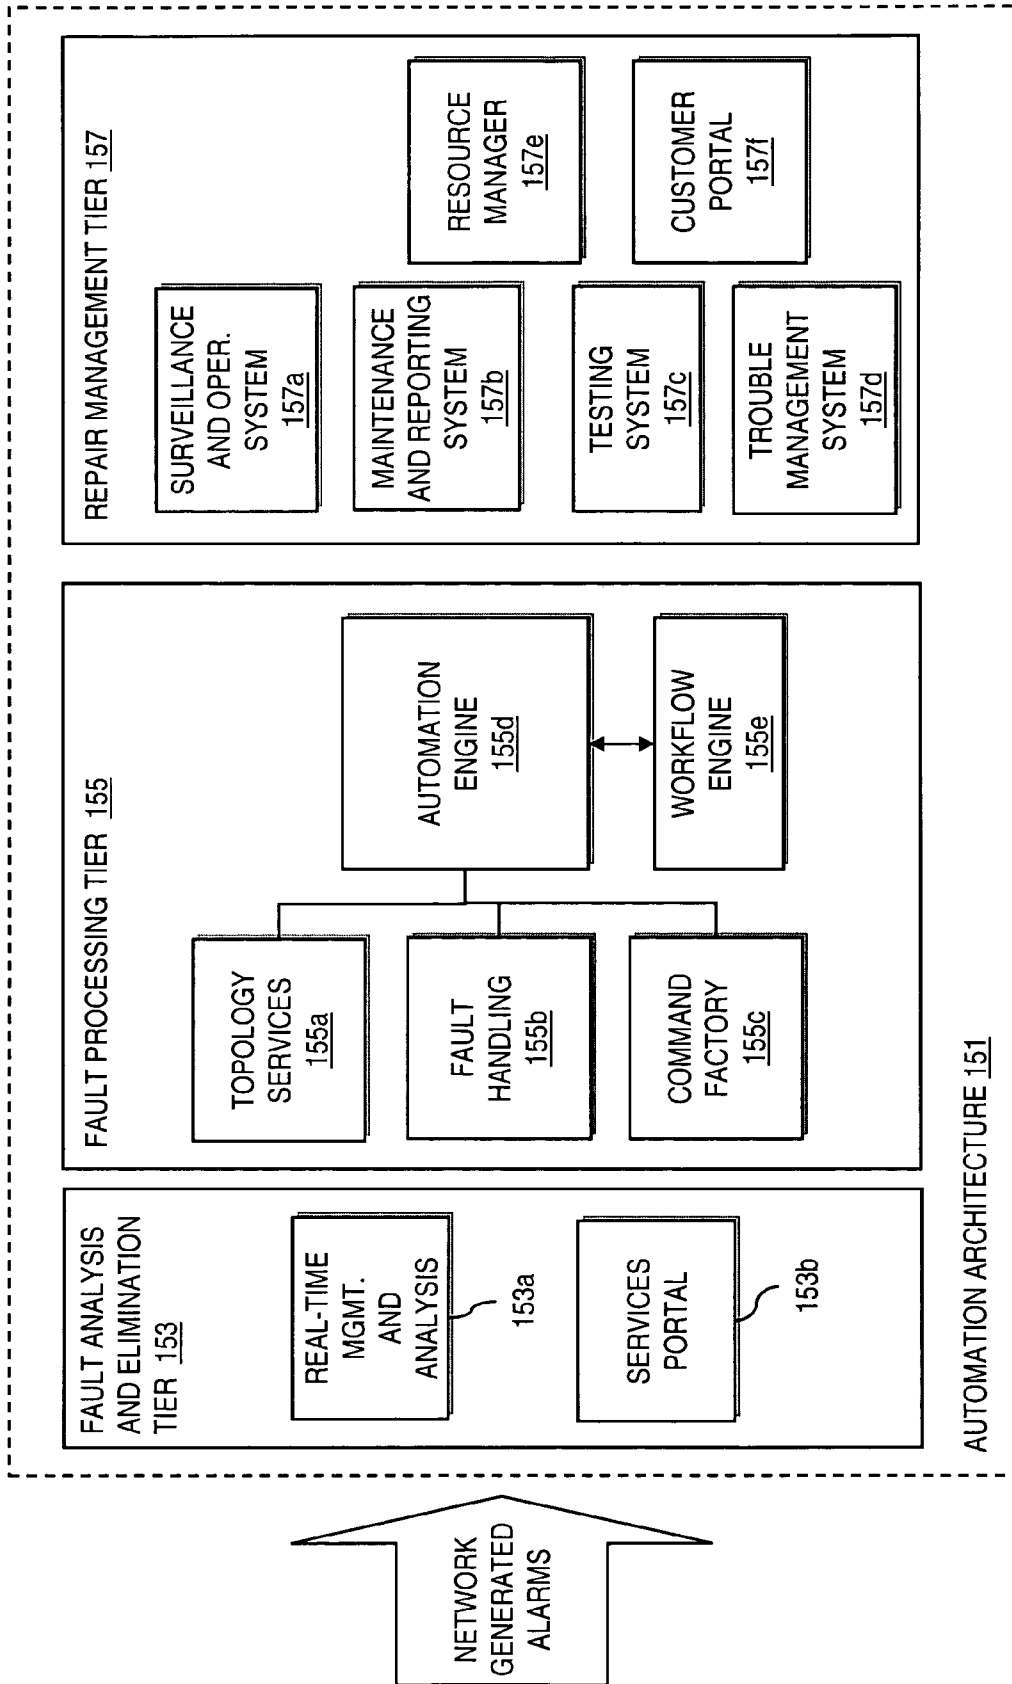 NETWORK
GENERATED
ALARMS
FAULT ANALYSIS
AND ELIMINATION
TIER 153
REAL-TIME
MGMT.
AND
ANALYSIS
153a
SERVICES
PORTAL
153b
FAULT PROCESSING TIER 155
TOPOLOGY
SERVICES
155a
FAULT
HANDLING
155b
COMMAND
FACTORY
155c
AUTOMATION
ENGINE
155d
WORKFLOW
ENGINE
155e
REPAIR MANAGEMENT TIER 157
SURVEILLANCE
AND OPER.
SYSTEM
157a
MAINTENANCE
AND REPORTING
SYSTEM
157b
TESTING
SYSTEM
157c
TROUBLE
MANAGEMENT
SYSTEM
157d
RESOURCE
MANAGER
157e
CUSTOMER
PORTAL
157f
AUTOMATION ARCHITECTURE 151